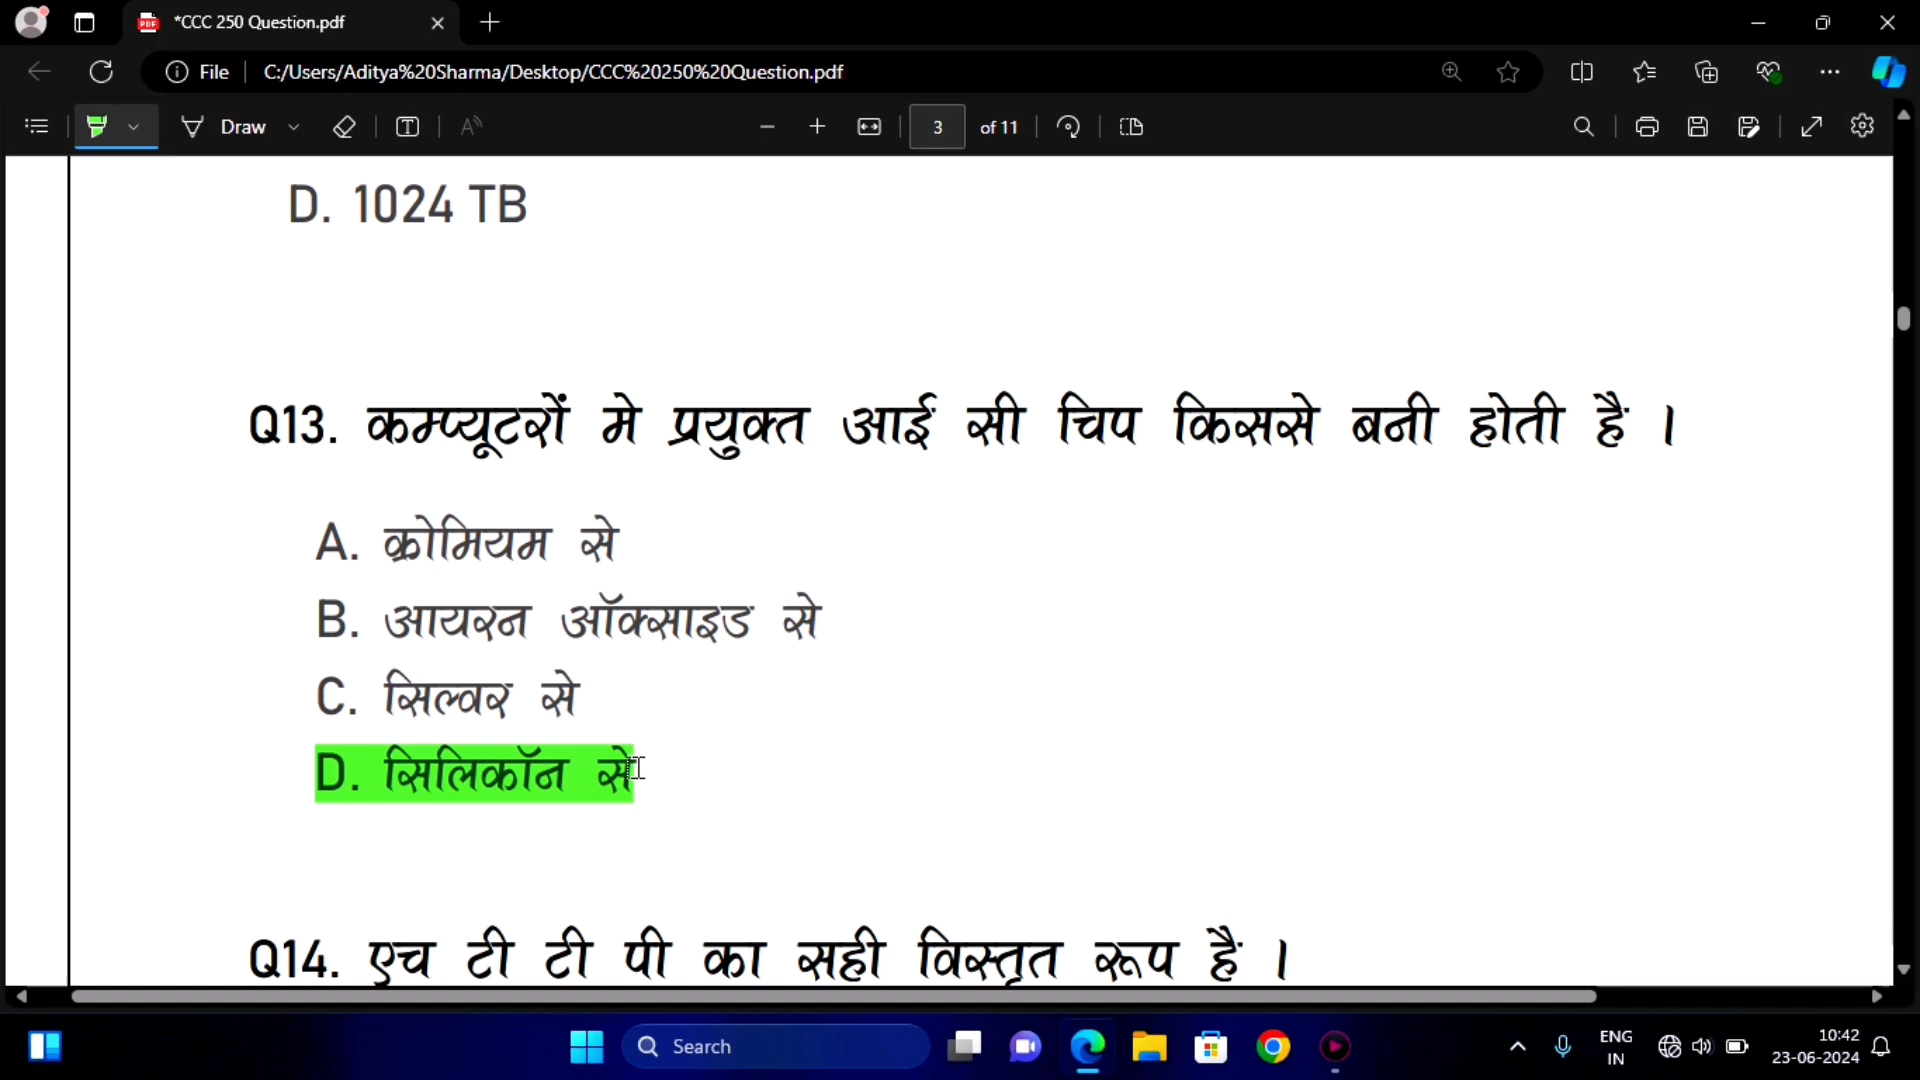 *CCC 250 Question.pdf
File
C:/Users/Aditya%20Sharma/Desktop/CCC%20250%20Question.pdf
Draw
3 of 11
D. 1024 TB
Q13. कम्प्यूटरों मे प्रयुक्त आई सी चिप किससे बनी होती है ।
A. क्रोमियम से
B. आयरन ऑक्साइड से
C. सिल्वर से
D. सिलिकॉन से
Q14. एच टी टी पी का सही विस्तृत रूप है ।
Search
ENG
IN
10:42
23-06-2024